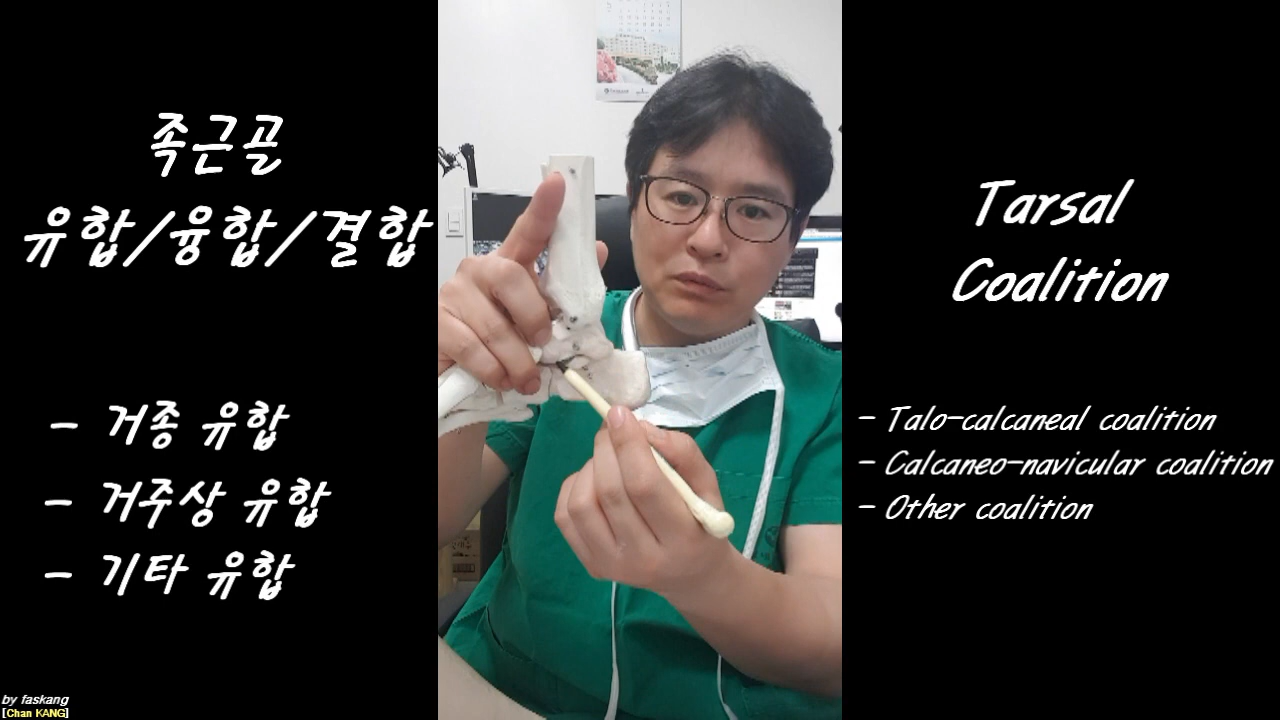 족근골
유합/융합/결합
- 거종 유합
- 거주상 유합
- 기타 유합
Tarsal
Coalition
- Talo-calcaneal coalition
- Calcaneo-navicular coalition
- Other coalition
by faskang
[Chan KANG]